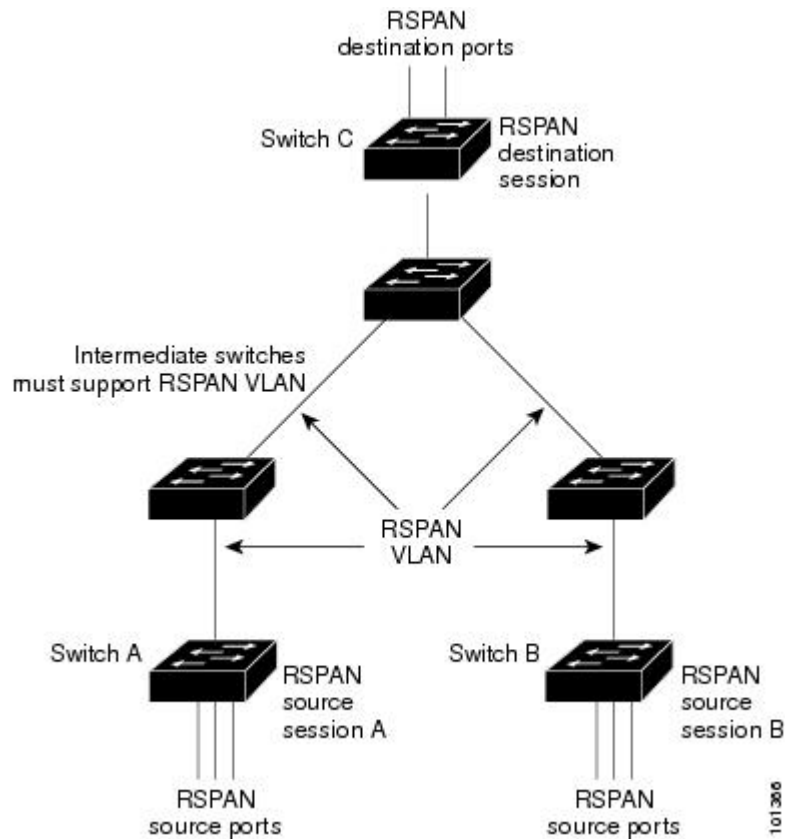 RSPAN
destination ports
Switch C
RSPAN
destination
session
Intermediate switches
must support RSPAN VLAN
RSPAN
VLAN
Switch A
RSPAN
source
session A
Switch B
RSPAN
source
session B
RSPAN
source ports
RSPAN
source ports
101366